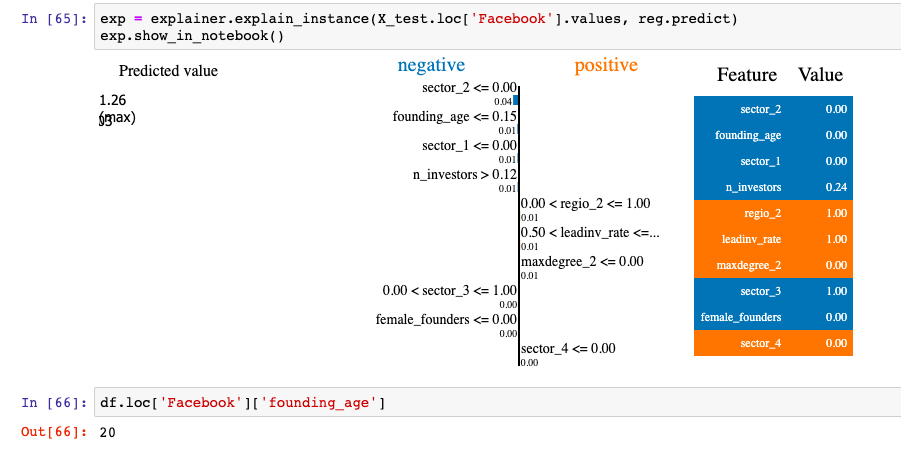 In [65]: exp = explainer.explain_instance(X_test.loc['Facebook'].values, reg.predict)
exp.show_in_notebook()
Predicted value
1.26
(max)
negative positive
sector_2 <= 0.00
0.04
founding_age <= 0.15
0.01
sector_1 <= 0.00
0.01
n_investors > 0.12
0.01
0.00 < regio_2 <= 1.00
0.01
0.50 < leadinv_rate <=...
0.01
maxdegree_2 <= 0.00
0.01
0.00 < sector_3 <= 1.00
0.00
female_founders <= 0.00
0.00
sector_4 <= 0.00
0.00
Feature Value
sector_2 0.00
founding_age 0.00
sector_1 0.00
n_investors 0.24
regio_2 1.00
leadinv_rate 1.00
maxdegree_2 0.00
sector_3 1.00
female_founders 0.00
sector_4 0.00
In [66]: df.loc['Facebook']['founding_age']
Out[66]: 20